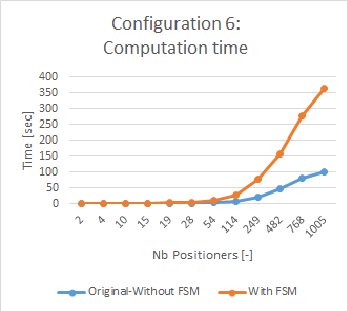 Configuration 6:
Computation time
400
350
300
250
200
150
100
50
0
Time [sec]
2 4 10 15 19 28 54 114 249 482 768 1005
Nb Positioners [-]
Original-Without FSM With FSM